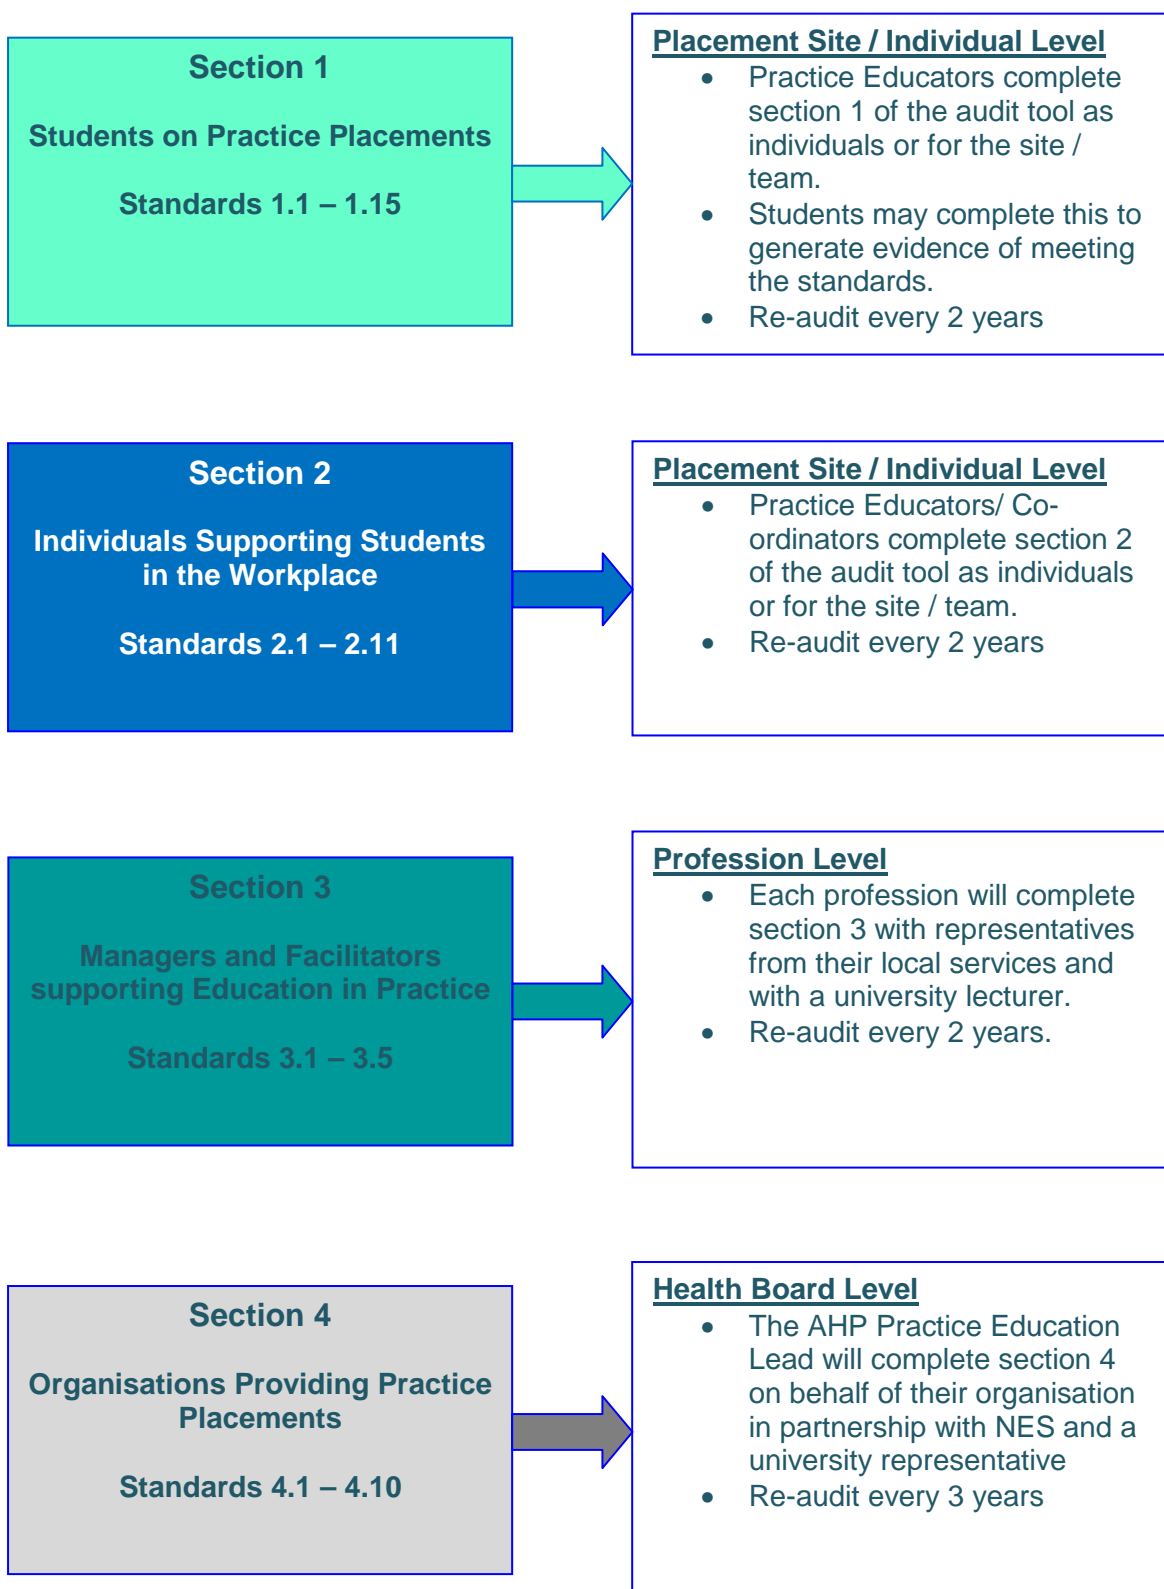 Section 1
Students on Practice Placements
Standards 1.1 – 1.15
Placement Site / Individual Level
• Practice Educators complete
section 1 of the audit tool as
individuals or for the site /
team.
• Students may complete this to
generate evidence of meeting
the standards.
• Re-audit every 2 years
Section 2
Individuals Supporting Students
in the Workplace
Standards 2.1 – 2.11
Placement Site / Individual Level
• Practice Educators/ Co-
ordinators complete section 2
of the audit tool as individuals
or for the site / team.
• Re-audit every 2 years
Section 3
Managers and Facilitators
supporting Education in Practice
Standards 3.1 – 3.5
Profession Level
• Each profession will complete
section 3 with representatives
from their local services and
with a university lecturer.
• Re-audit every 2 years.
Section 4
Organisations Providing Practice
Placements
Standards 4.1 – 4.10
Health Board Level
• The AHP Practice Education
Lead will complete section 4
on behalf of their organisation
in partnership with NES and a
university representative
• Re-audit every 3 years